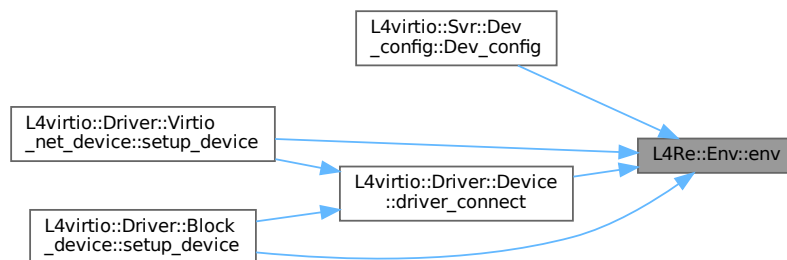 L4virtio::Svr::Dev
_config::Dev_config
L4virtio::Driver::Virtio
_net_device::setup_device
L4Re::Env::env
L4virtio::Driver::Device
::driver_connect
L4virtio::Driver::Block
_device::setup_device